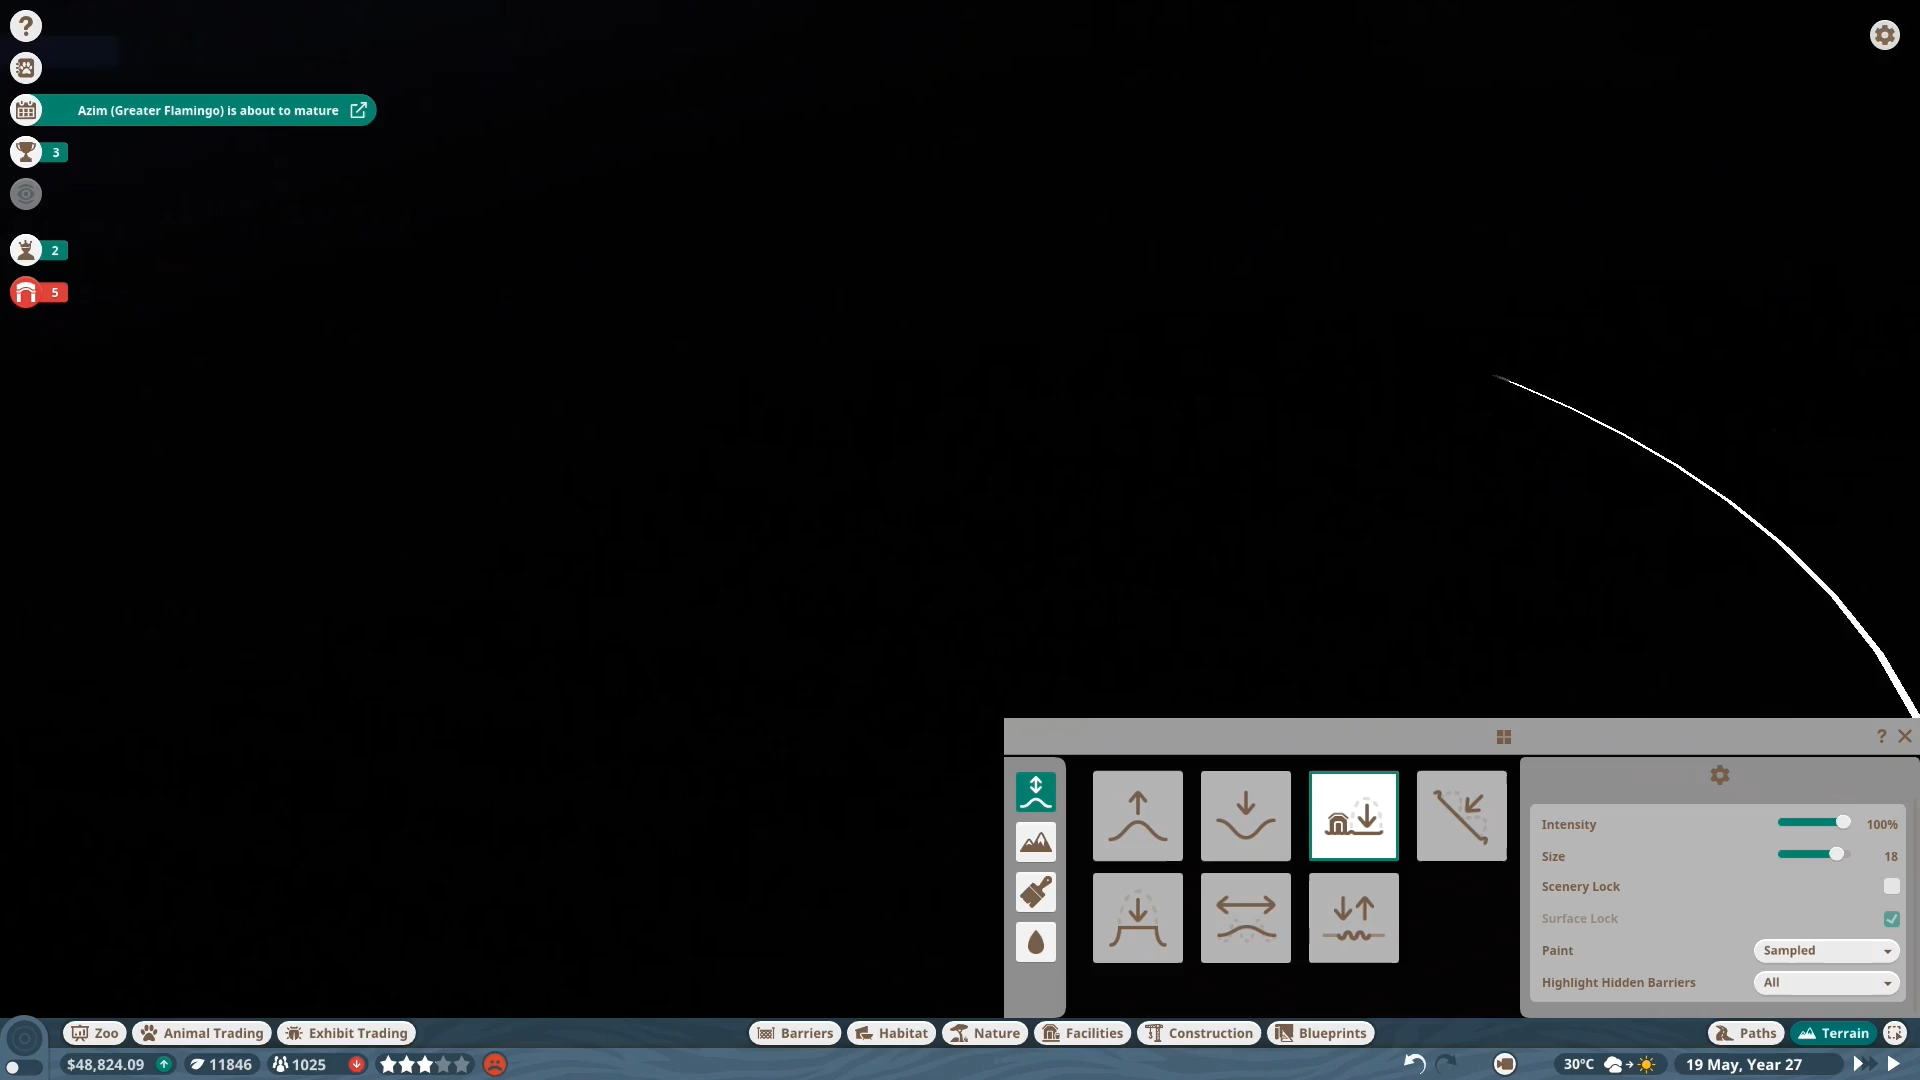 ?
Azim (Greater Flamingo) is about to mature
3
2
5
?
Intensity 100%
Size 18
Scenery Lock
Surface Lock
Paint Sampled
Highlight Hidden Barriers All
Zoo Animal Trading Exhibit Trading Barriers Habitat Nature Facilities Construction Blueprints Paths Terrain
$48,824.09 11846 1025 30°C 19 May, Year 27